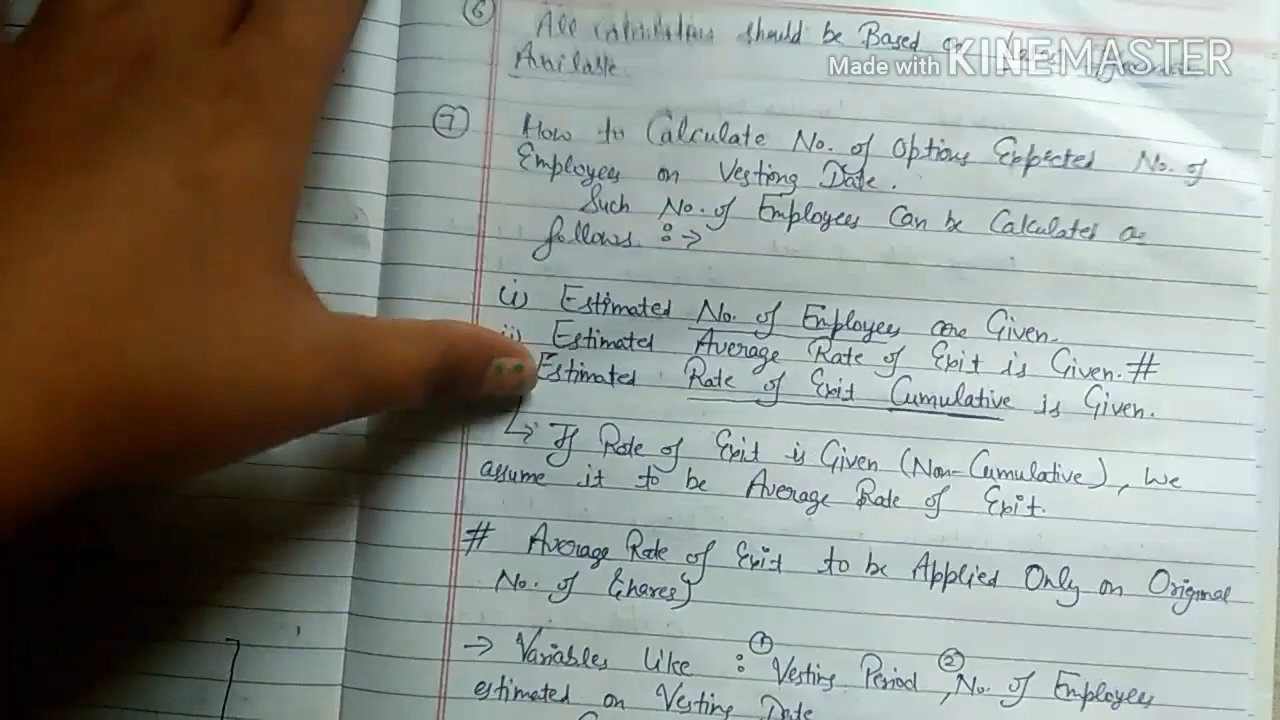 ⑥ All calculations should be Based on
Available
Made with KINEMASTER
⑦ How to Calculate No. of Options Expected No. of
Employees on Vesting Date.
Such No. of Employees Can be Calculated as
follows :→
(i) Estimated No. of Employees are Given.
ii) Estimated Average Rate of Exit is Given. #
Estimated Rate of Exit Cumulative is Given.
↳ If Rate of Exit is Given (Non-Cumulative), we
assume it to be Average Rate of Exit.
# Average Rate of Exit to be Applied Only on Original
No. of Shares}
→ Variables like : ① Vesting Period, ② No. of Employees
estimated on Vesting Date